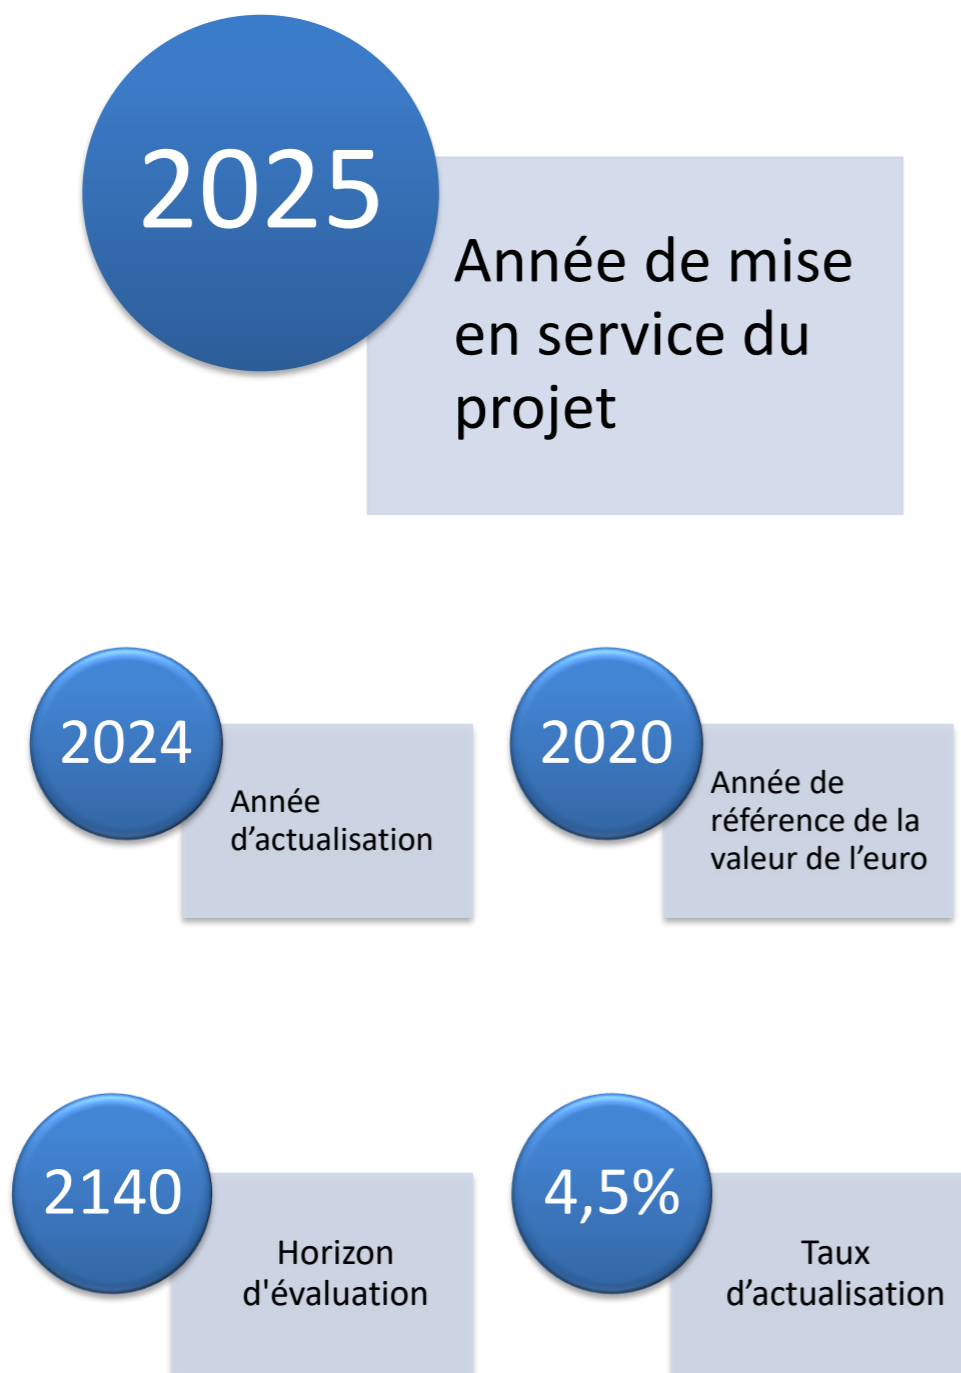 2025
Année de mise
en service du
projet
2024
Année
d’actualisation
2020
Année de
référence de la
valeur de l’euro
2140
Horizon
d'évaluation
4,5%
Taux
d’actualisation